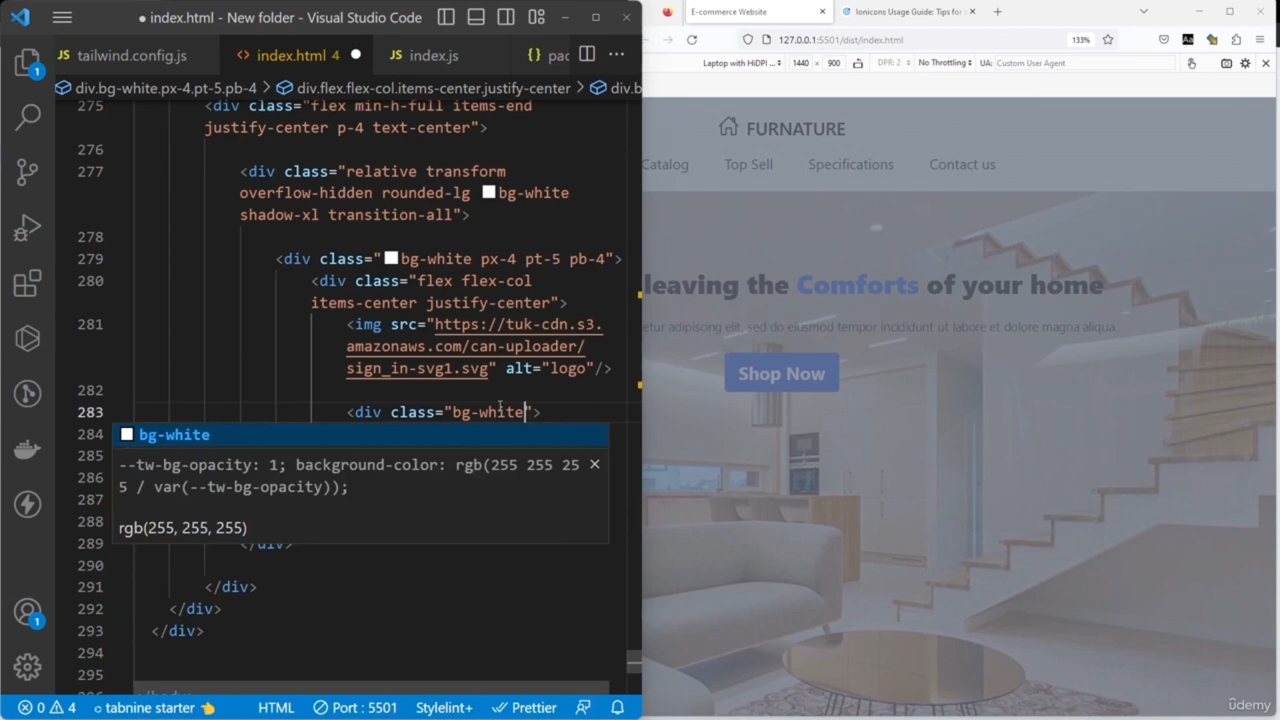 index.html - New folder - Visual Studio Code
tailwind.config.js
index.html 4
index.js
pac
div.bg-white.px-4.pt-5.pb-4 > div.flex.flex-col.items-center.justify-center > div.b
275 <div class="flex min-h-full items-end
justify-center p-4 text-center">
276
277 <div class="relative transform
overflow-hidden rounded-lg bg-white
shadow-xl transition-all">
278
279 <div class="bg-white px-4 pt-5 pb-4">
280 <div class="flex flex-col
items-center justify-center">
281 <img src="https://tuk-cdn.s3.
amazonaws.com/can-uploader/
sign_in-svg1.svg" alt="logo"/>
282
283 <div class="bg-white">
284 bg-white
285 --tw-bg-opacity: 1; background-color: rgb(255 255 25
286 5 / var(--tw-bg-opacity));
287
288 rgb(255, 255, 255)
289 </div>
290
291 </div>
292 </div>
293 </div>
294
295
1
1
0 4 tabnine starter HTML Port : 5501 Stylelint+ Prettier
E-commerce Website
Ionicons Usage Guide: Tips for
127.0.0.1:5501/dist/index.html
133%
Aa
Laptop with HiDPI ... 1440 × 900 DPR: 2 No Throttling UA: Custom User Agent
FURNATURE
Catalog Top Sell Specifications Contact us
leaving the Comforts of your home
etur adipiscing elit, sed do eiusmod tempor incididunt ut labore et dolore magna aliqua.
Shop Now
ûdemy